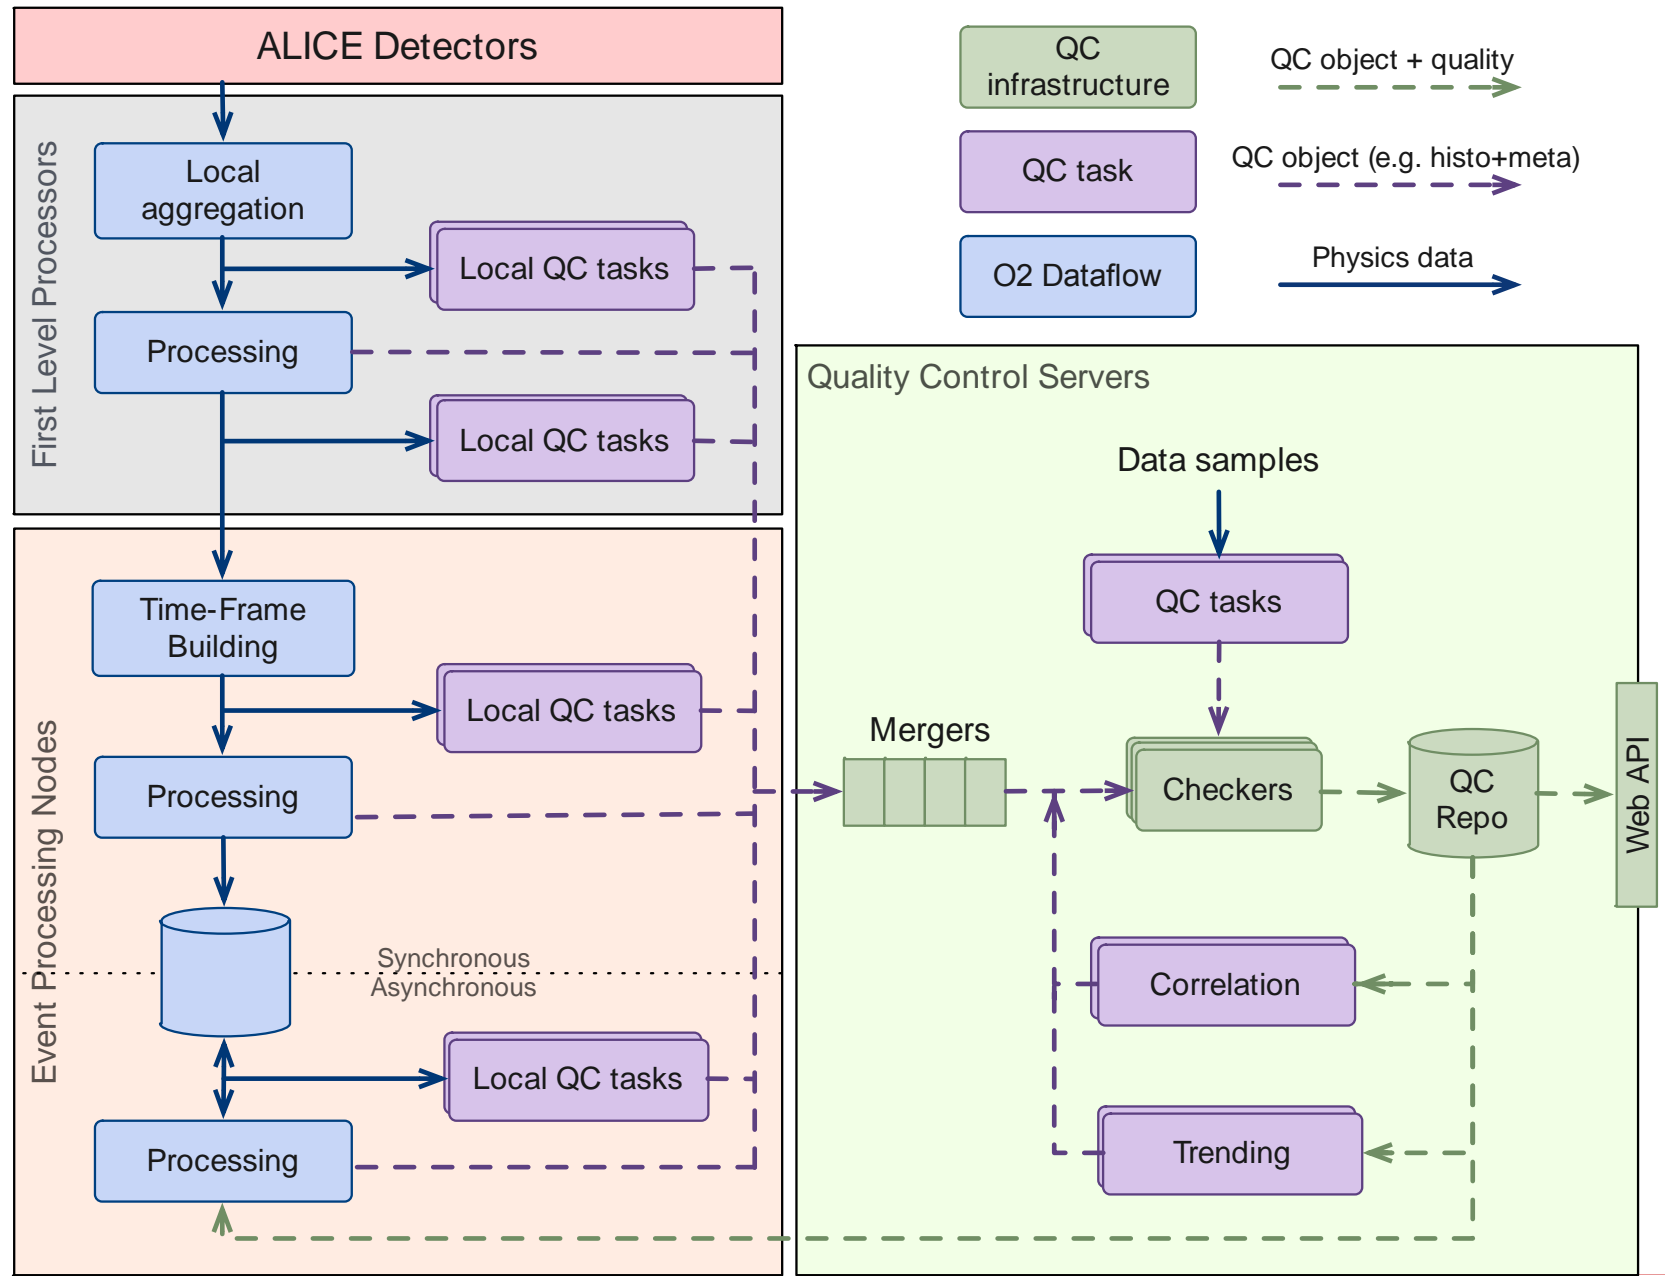 ALICE Detectors
First Level Processors
Local
aggregation
Local QC tasks
Processing
Local QC tasks
Event Processing Nodes
Time-Frame
Building
Local QC tasks
Processing
Synchronous
Asynchronous
Local QC tasks
Processing
QC
infrastructure
QC object + quality
QC task
QC object (e.g. histo+meta)
O2 Dataflow
Physics data
Quality Control Servers
Data samples
QC tasks
Mergers
Checkers
QC
Repo
Web API
Correlation
Trending